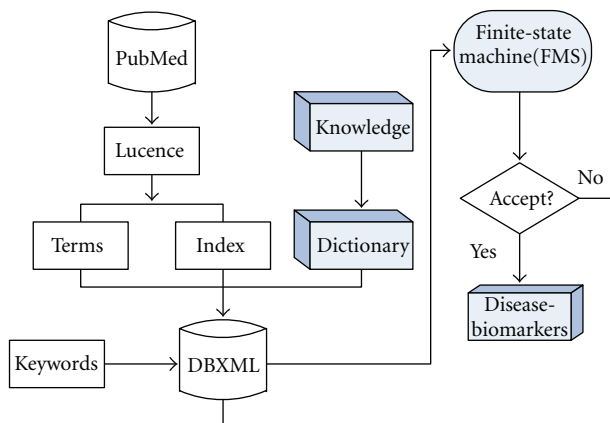 PubMed
Lucence
Terms
Index
Knowledge
Dictionary
Keywords
DBXML
Finite-state
machine(FMS)
Accept?
No
Yes
Disease-
biomarkers